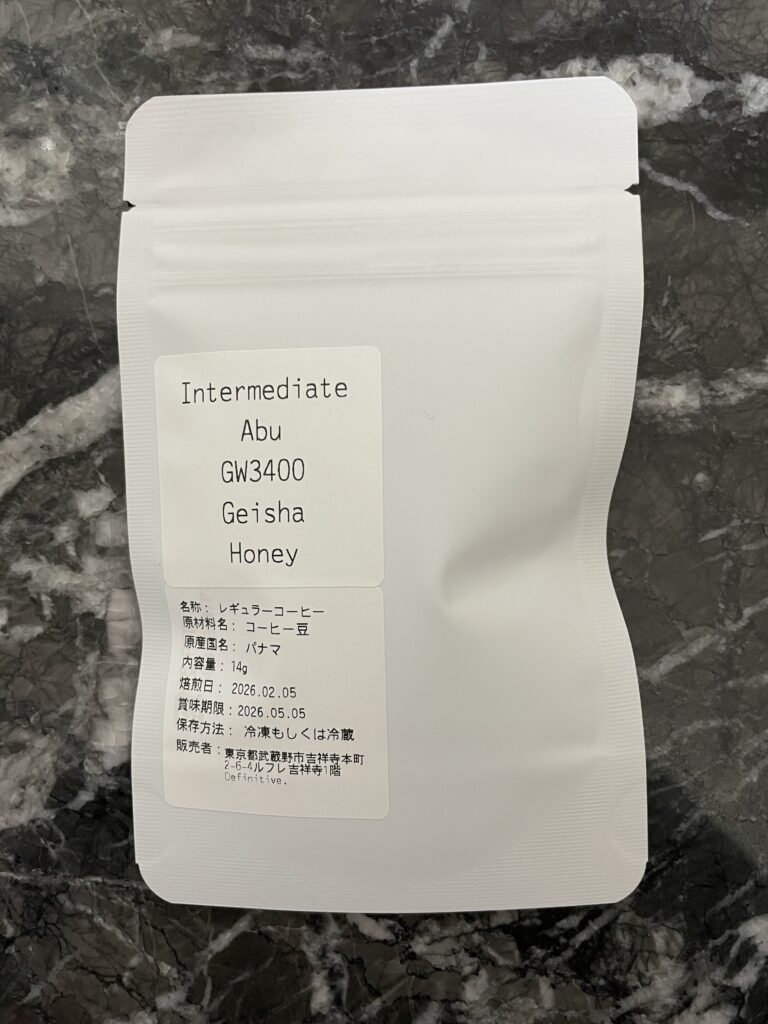 Intermediate
Abu
GW3400
Geisha
Honey
名称： レギュラーコーヒー
原材料名： コーヒー豆
原産国名： パナマ
内容量： 14g
焙煎日： 2026.02.05
賞味期限：2026.05.05
保存方法： 冷凍もしくは冷蔵
販売者：東京都武蔵野市吉祥寺本町
2-6-4ルフレ吉祥寺1階
Definitive.